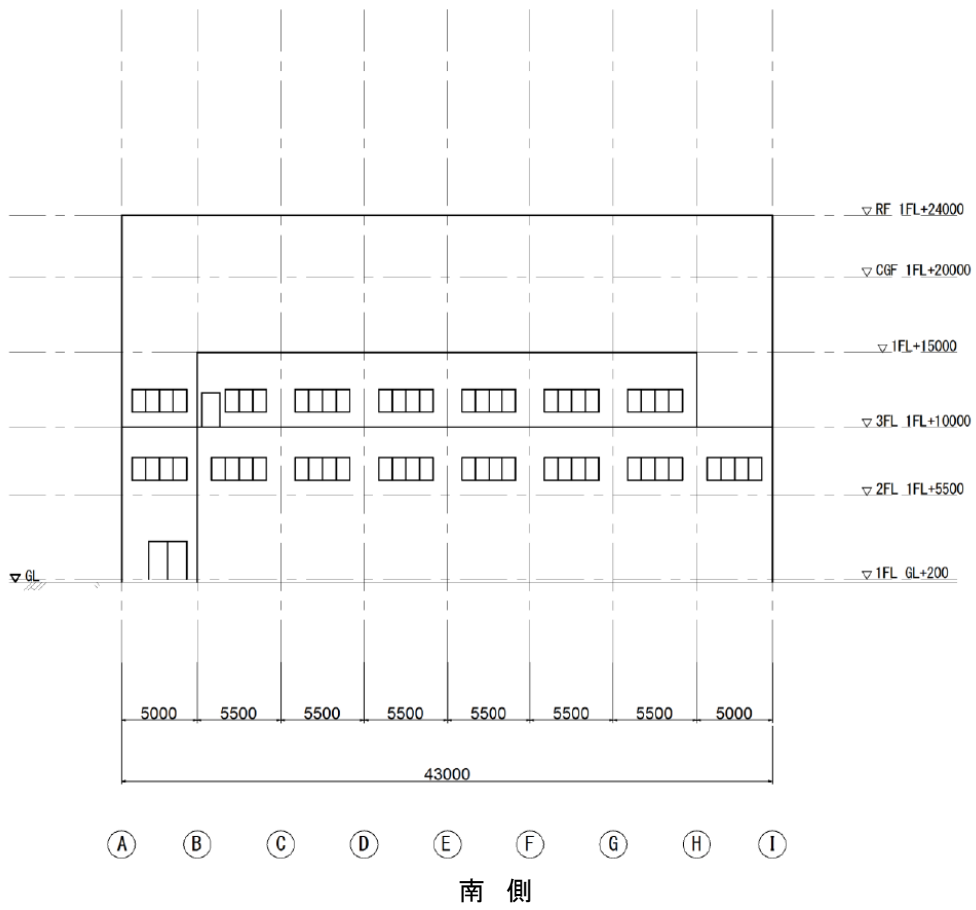 ▽ RF 1FL+24000
▽ CGF 1FL+20000
▽ 1FL+15000
▽ 3FL 1FL+10000
▽ 2FL 1FL+5500
▽ GL
▽ 1FL GL+200
5000 5500 5500 5500 5500 5500 5500 5000
43000
A B C D E F G H I
南 側